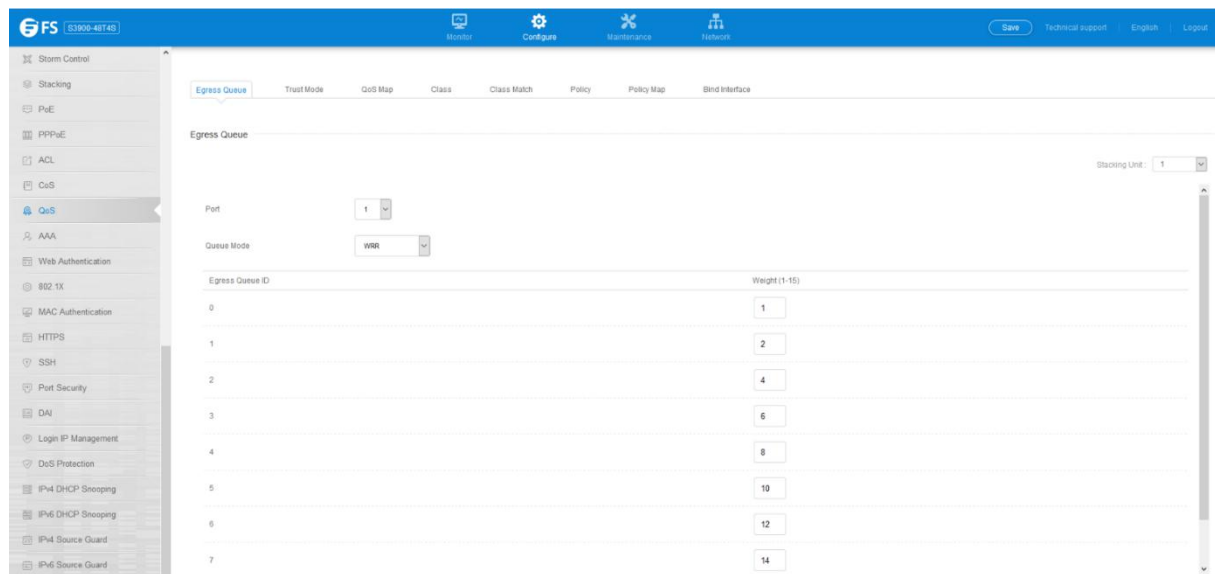 FS S3900-48T4S
Monitor
Configure
Maintenance
Network
Save
Technical support
English
Logout
Storm Control
Stacking
PoE
PPPoE
ACL
CoS
QoS
AAA
Web Authentication
802.1X
MAC Authentication
HTTPS
SSH
Port Security
DAI
Login IP Management
DoS Protection
IPv4 DHCP Snooping
IPv6 DHCP Snooping
IPv4 Source Guard
IPv6 Source Guard
Egress Queue
Trust Mode
QoS Map
Class
Class Match
Policy
Policy Map
Bind Interface
Egress Queue
Stacking Unit : 1
Port 1
Queue Mode WRR
Egress Queue ID Weight (1-15)
0 1
1 2
2 4
3 6
4 8
5 10
6 12
7 14